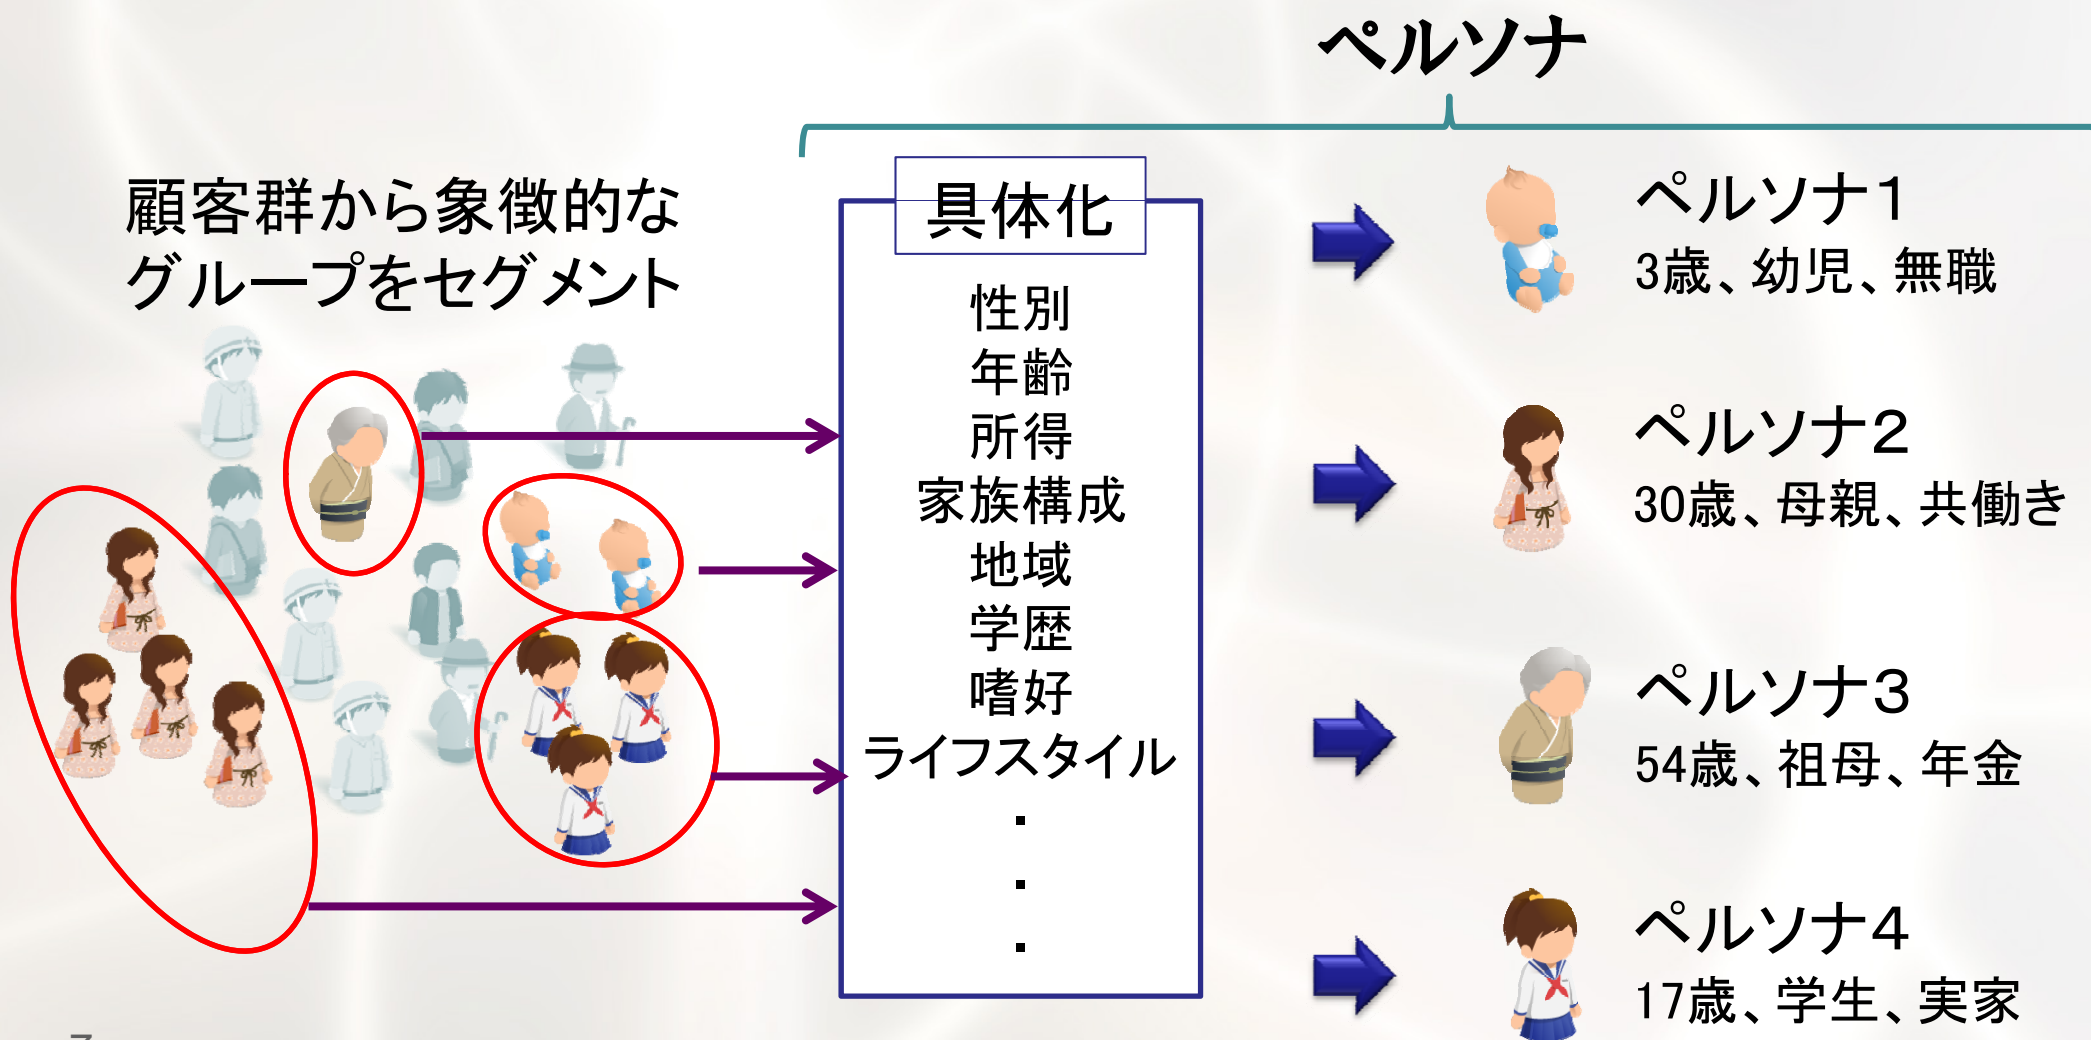 ペルソナ
顧客群から象徴的な
グループをセグメント
具体化
性別
年齢
所得
家族構成
地域
学歴
嗜好
ライフスタイル
・
・
・
ペルソナ１
3歳、幼児、無職
ペルソナ２
30歳、母親、共働き
ペルソナ３
54歳、祖母、年金
ペルソナ４
17歳、学生、実家